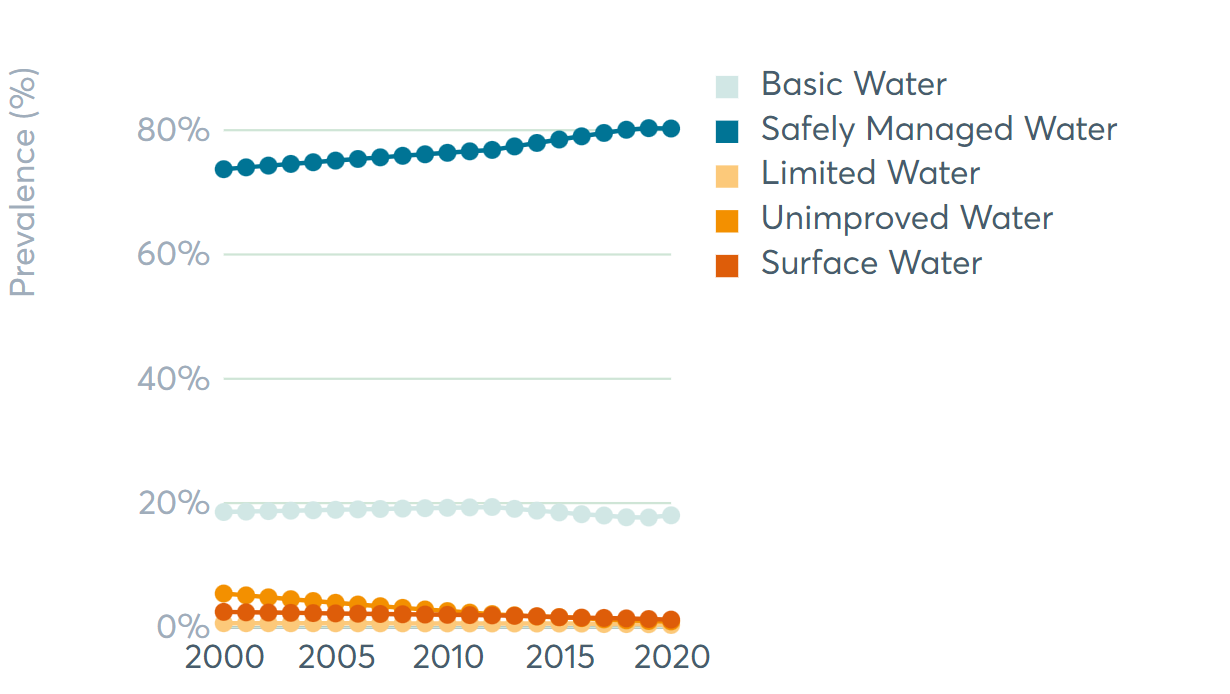 Prevalence (%)
80%
60%
40%
20%
0%
2000 2005 2010 2015 2020
Basic Water
Safely Managed Water
Limited Water
Unimproved Water
Surface Water